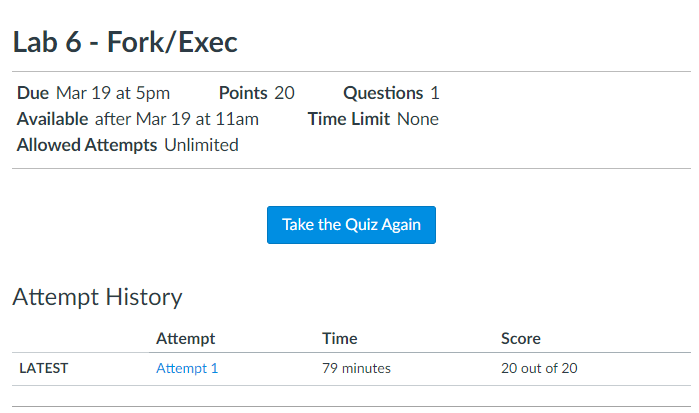 Lab 6 - Fork/Exec
Due Mar 19 at 5pm Points 20 Questions 1
Available after Mar 19 at 11am Time Limit None
Allowed Attempts Unlimited
Take the Quiz Again
Attempt History
Attempt Time Score
LATEST Attempt 1 79 minutes 20 out of 20